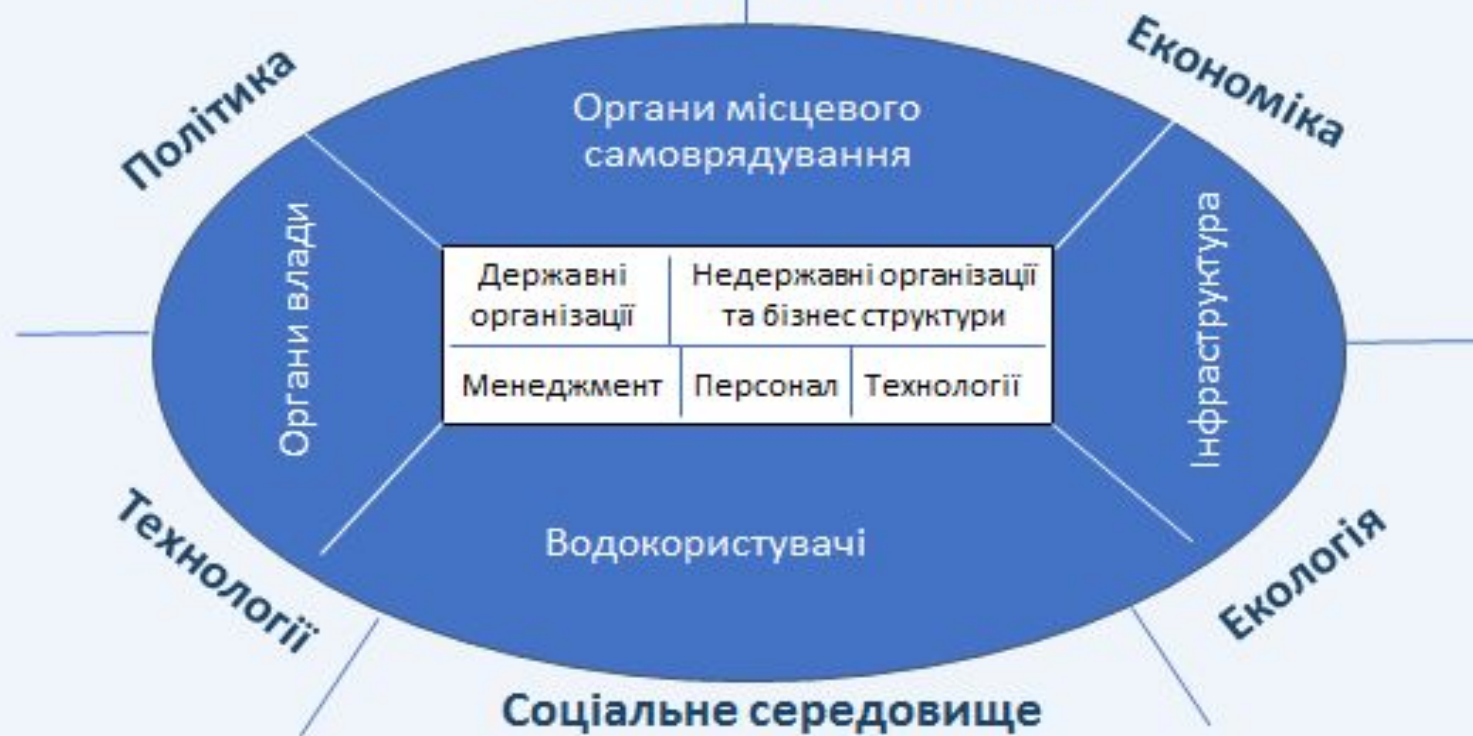 Політика
Економіка
Органи місцевого
самоврядування
Органи влади
Інфраструктура
Державні
організації
Недержавні організації
та бізнес структури
Менеджмент
Персонал
Технології
Водокористувачі
Технології
Екологія
Соціальне середовище